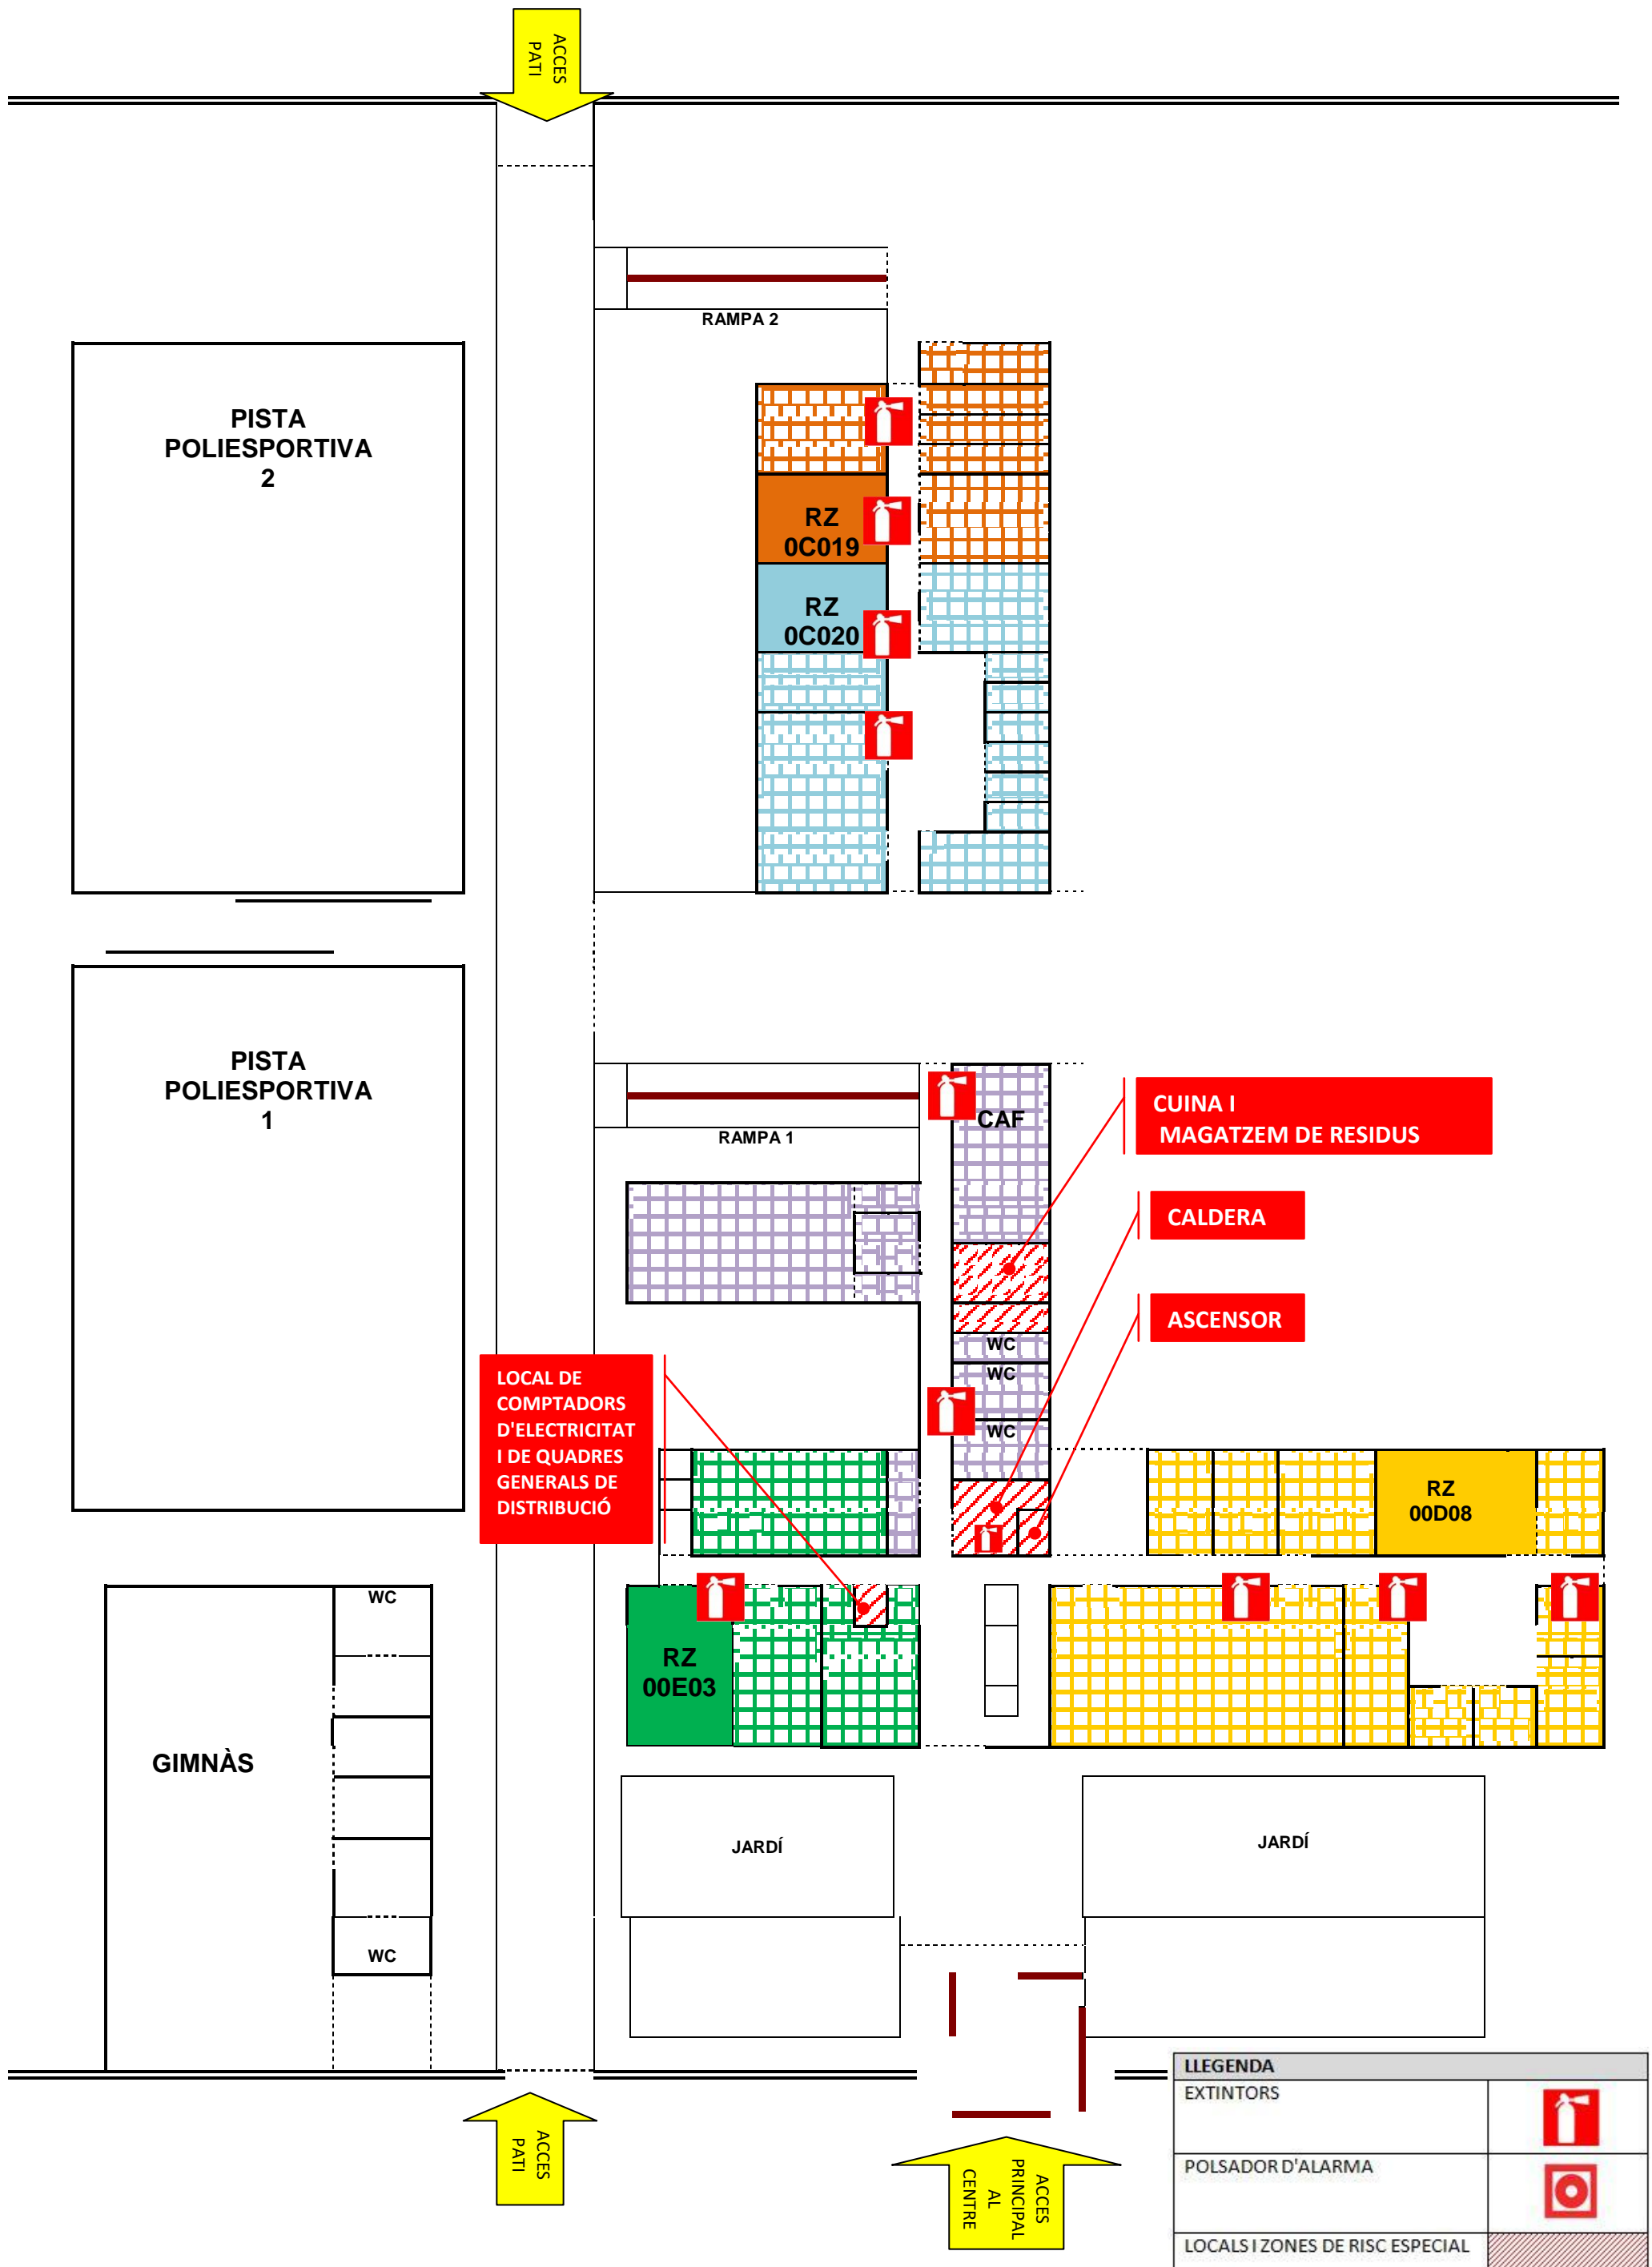 ACCES
PATI
RAMPA 2
PISTA
POLIESPORTIVA
2
RZ
0C019
RZ
0C020
PISTA
POLIESPORTIVA
1
RAMPA 1
CAF
CUINA I
MAGATZEM DE RESIDUS
CALDERA
ASCENSOR
WC
WC
WC
LOCAL DE
COMPTADORS
D'ELECTRICITAT
I DE QUADRES
GENERALS DE
DISTRIBUCIÓ
RZ
00D08
WC
RZ
00E03
GIMNÀS
JARDÍ
JARDÍ
WC
ACCES
PATI
ACCES
PRINCIPAL
AL
CENTRE
LLEGENDA
EXTINTORS
POLSADOR D'ALARMA
LOCALS I ZONES DE RISC ESPECIAL